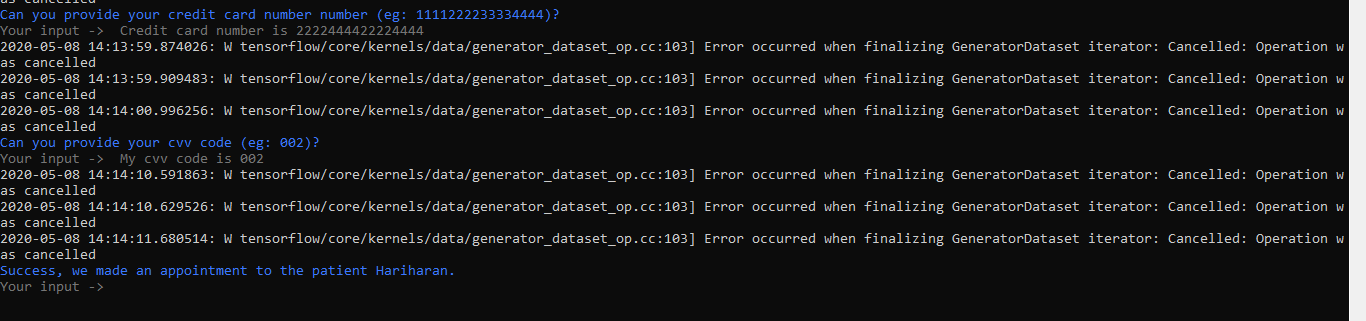 as cancelled
Can you provide your credit card number number (eg: 1111222233334444)?
Your input ->  Credit card number is 2222444422224444
2020-05-08 14:13:59.874026: W tensorflow/core/kernels/data/generator_dataset_op.cc:103] Error occurred when finalizing GeneratorDataset iterator: Cancelled: Operation w
as cancelled
2020-05-08 14:13:59.909483: W tensorflow/core/kernels/data/generator_dataset_op.cc:103] Error occurred when finalizing GeneratorDataset iterator: Cancelled: Operation w
as cancelled
2020-05-08 14:14:00.996256: W tensorflow/core/kernels/data/generator_dataset_op.cc:103] Error occurred when finalizing GeneratorDataset iterator: Cancelled: Operation w
as cancelled
Can you provide your cvv code (eg: 002)?
Your input ->  My cvv code is 002
2020-05-08 14:14:10.591863: W tensorflow/core/kernels/data/generator_dataset_op.cc:103] Error occurred when finalizing GeneratorDataset iterator: Cancelled: Operation w
as cancelled
2020-05-08 14:14:10.629526: W tensorflow/core/kernels/data/generator_dataset_op.cc:103] Error occurred when finalizing GeneratorDataset iterator: Cancelled: Operation w
as cancelled
2020-05-08 14:14:11.680514: W tensorflow/core/kernels/data/generator_dataset_op.cc:103] Error occurred when finalizing GeneratorDataset iterator: Cancelled: Operation w
as cancelled
Success, we made an appointment to the patient Hariharan.
Your input ->